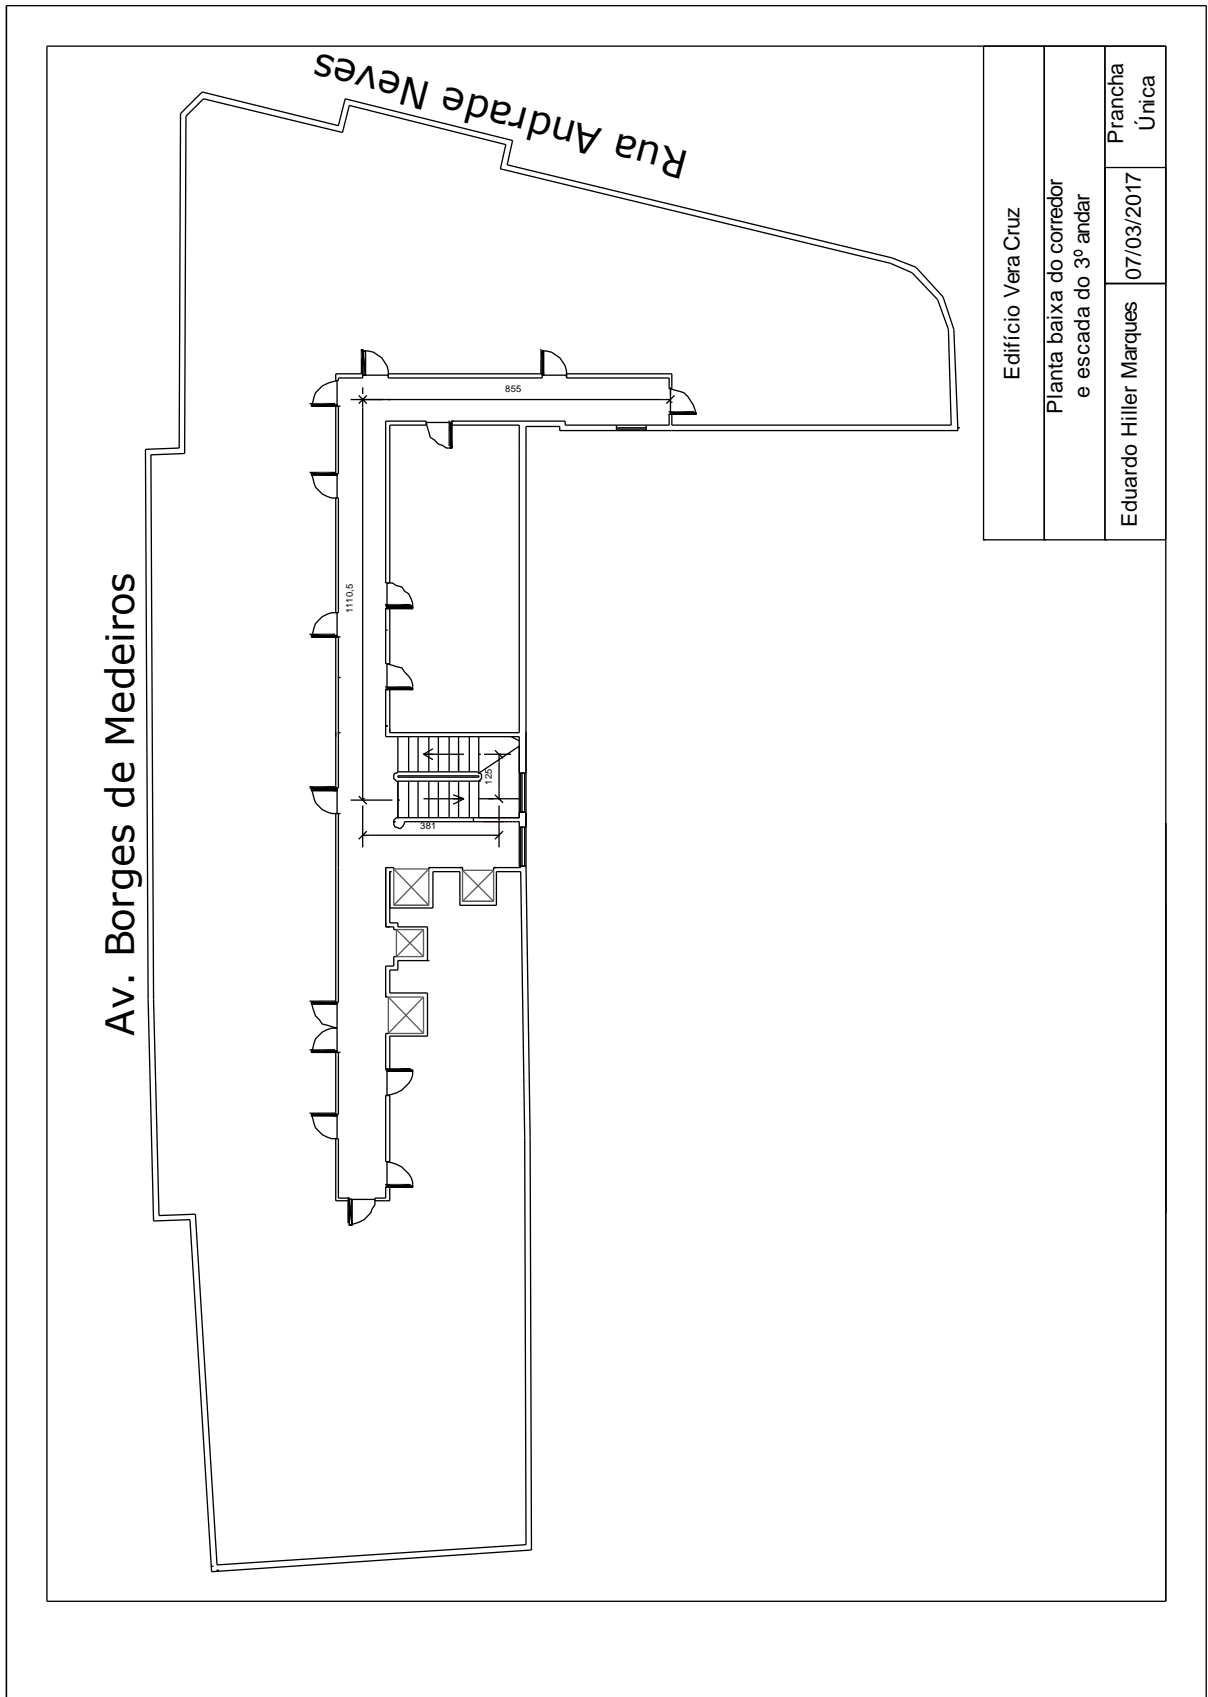 Rua Andrade Neves
Av. Borges de Medeiros
855
1110,5
125
381
Edifício Vera Cruz
Planta baixa do corredor
e escada do 3º andar
Eduardo Hiller Marques
07/03/2017
Prancha
Única